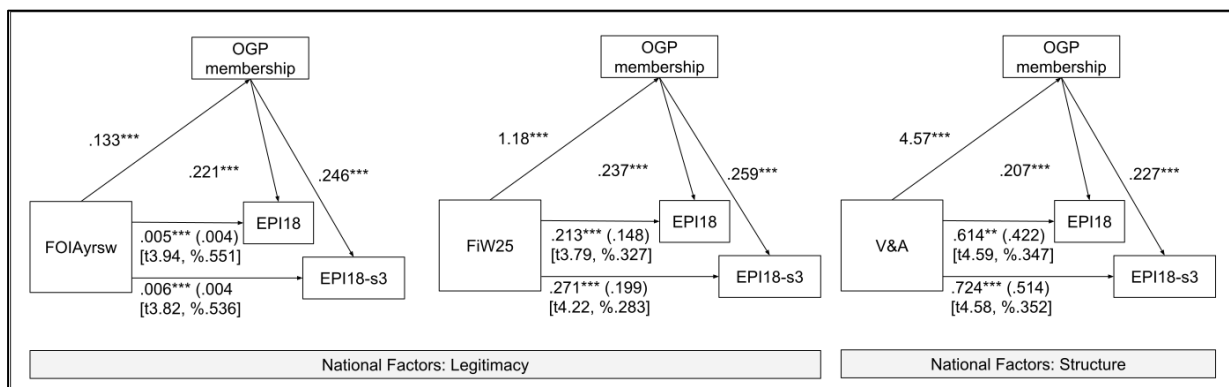 OGP
membership
.133***
.221***
.246***
FOIAyrsw
EPI18
.005*** (.004)
[t3.94, %.551]
EPI18-s3
.006*** (.004
[t3.82, %.536]
OGP
membership
1.18***
.237***
.259***
FiW25
EPI18
.213*** (.148)
[t3.79, %.327]
EPI18-s3
.271*** (.199)
[t4.22, %.283]
National Factors: Legitimacy
OGP
membership
4.57***
.207***
.227***
V&A
EPI18
.614** (.422)
[t4.59, %.347]
EPI18-s3
.724*** (.514)
[t4.58, %.352]
National Factors: Structure